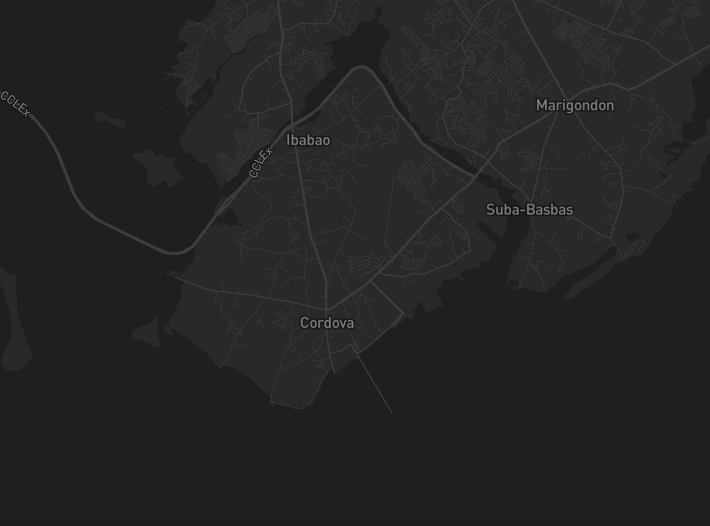 CCLEx
Marigondon
Ibabao
CCLEx
Suba-Basbas
Cordova